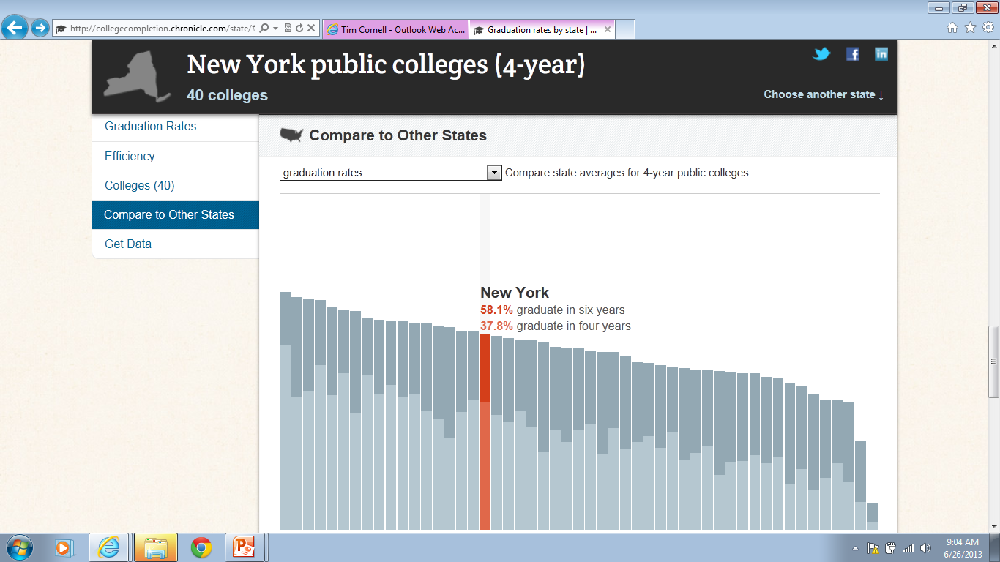 http://collegecompletion.chronicle.com/state/#
Tim Cornell - Outlook Web Ac...
Graduation rates by state | ...
New York public colleges (4-year)
40 colleges
Choose another state ↓
Graduation Rates
Efficiency
Colleges (40)
Compare to Other States
Get Data
Compare to Other States
graduation rates
Compare state averages for 4-year public colleges.
New York
58.1% graduate in six years
37.8% graduate in four years
9:04 AM
6/26/2013